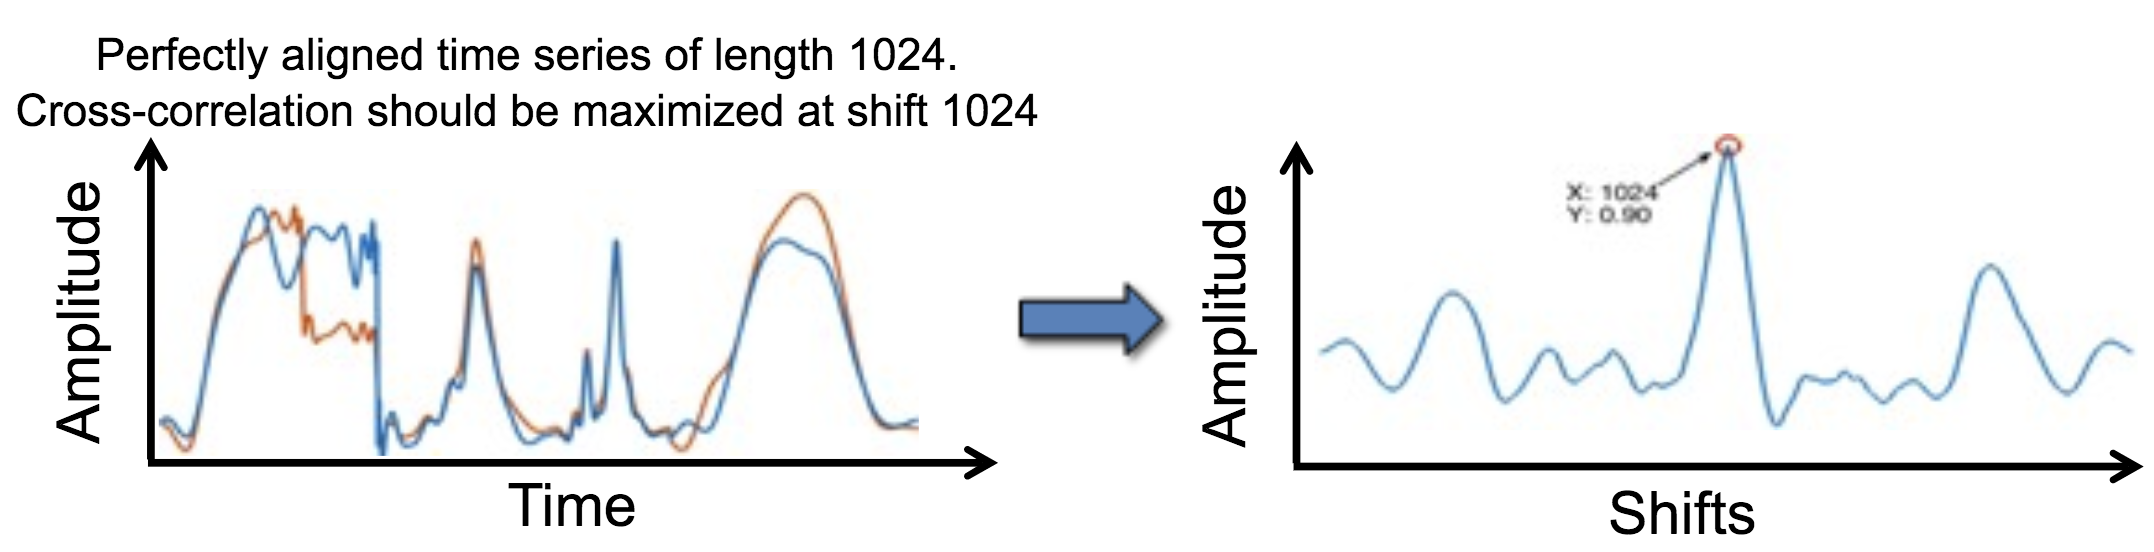 Perfectly aligned time series of length 1024.
Cross-correlation should be maximized at shift 1024
Amplitude
Time
Amplitude
X: 1024
Y: 0.90
Shifts